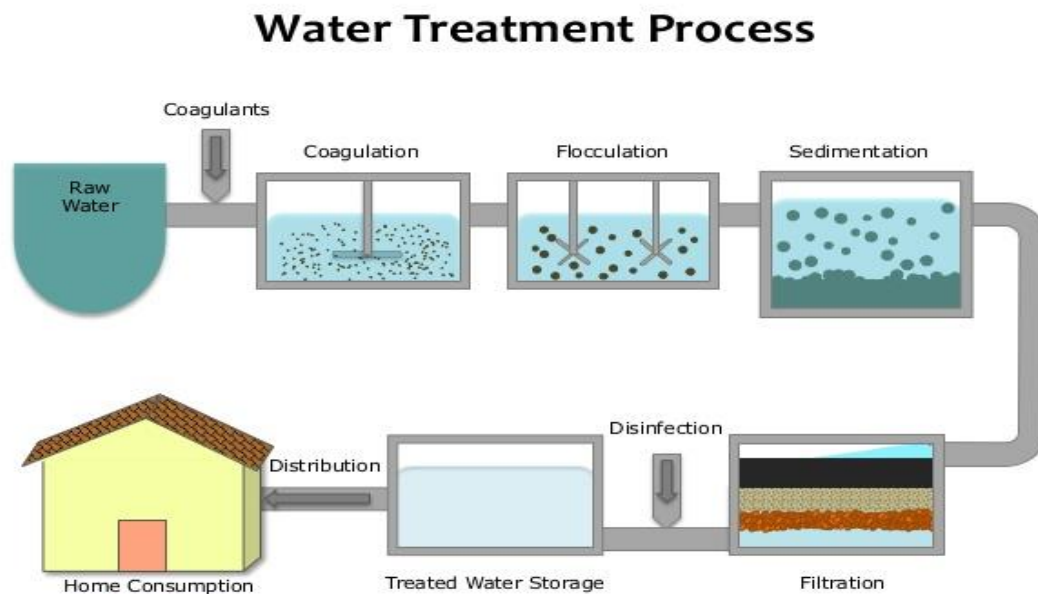 Water Treatment Process
Coagulants
Coagulation
Flocculation
Sedimentation
Raw
Water
Disinfection
Distribution
Home Consumption
Treated Water Storage
Filtration